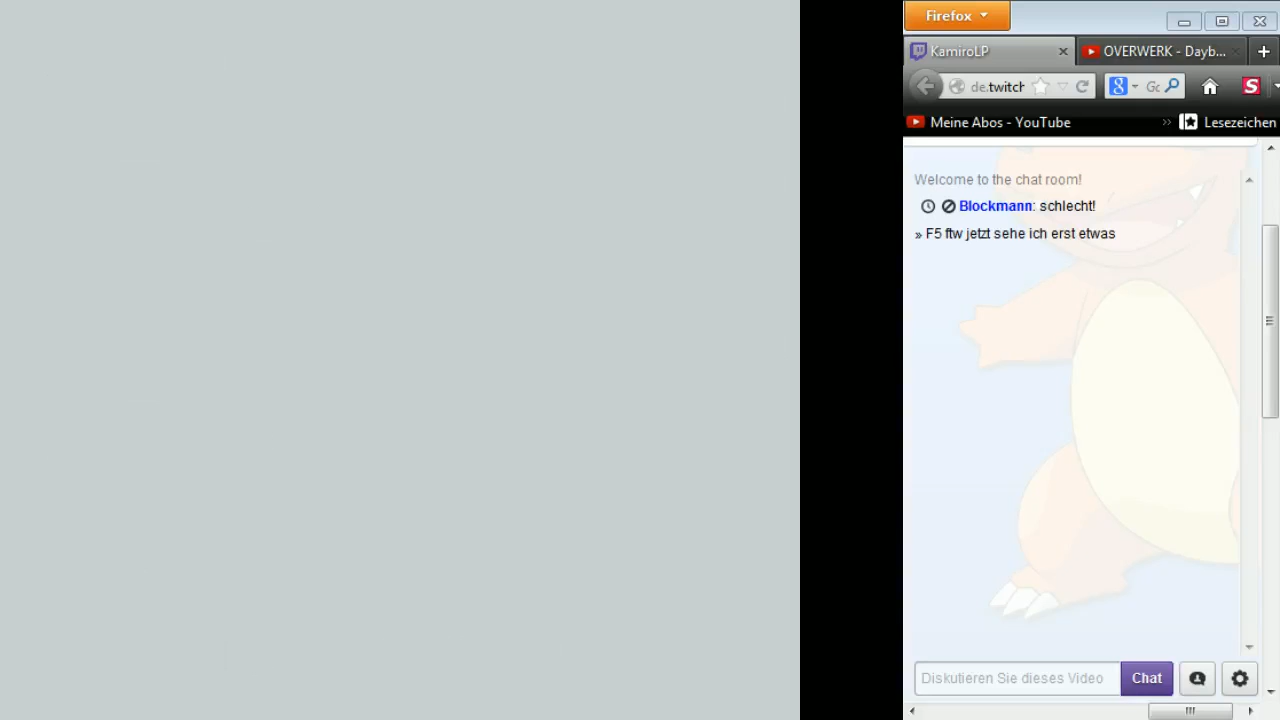 Firefox
KamiroLP
OVERWERK - Dayb...
de.twitch
Meine Abos - YouTube
Lesezeichen
Welcome to the chat room!
Blockmann: schlecht!
» F5 ftw jetzt sehe ich erst etwas
Diskutieren Sie dieses Video
Chat